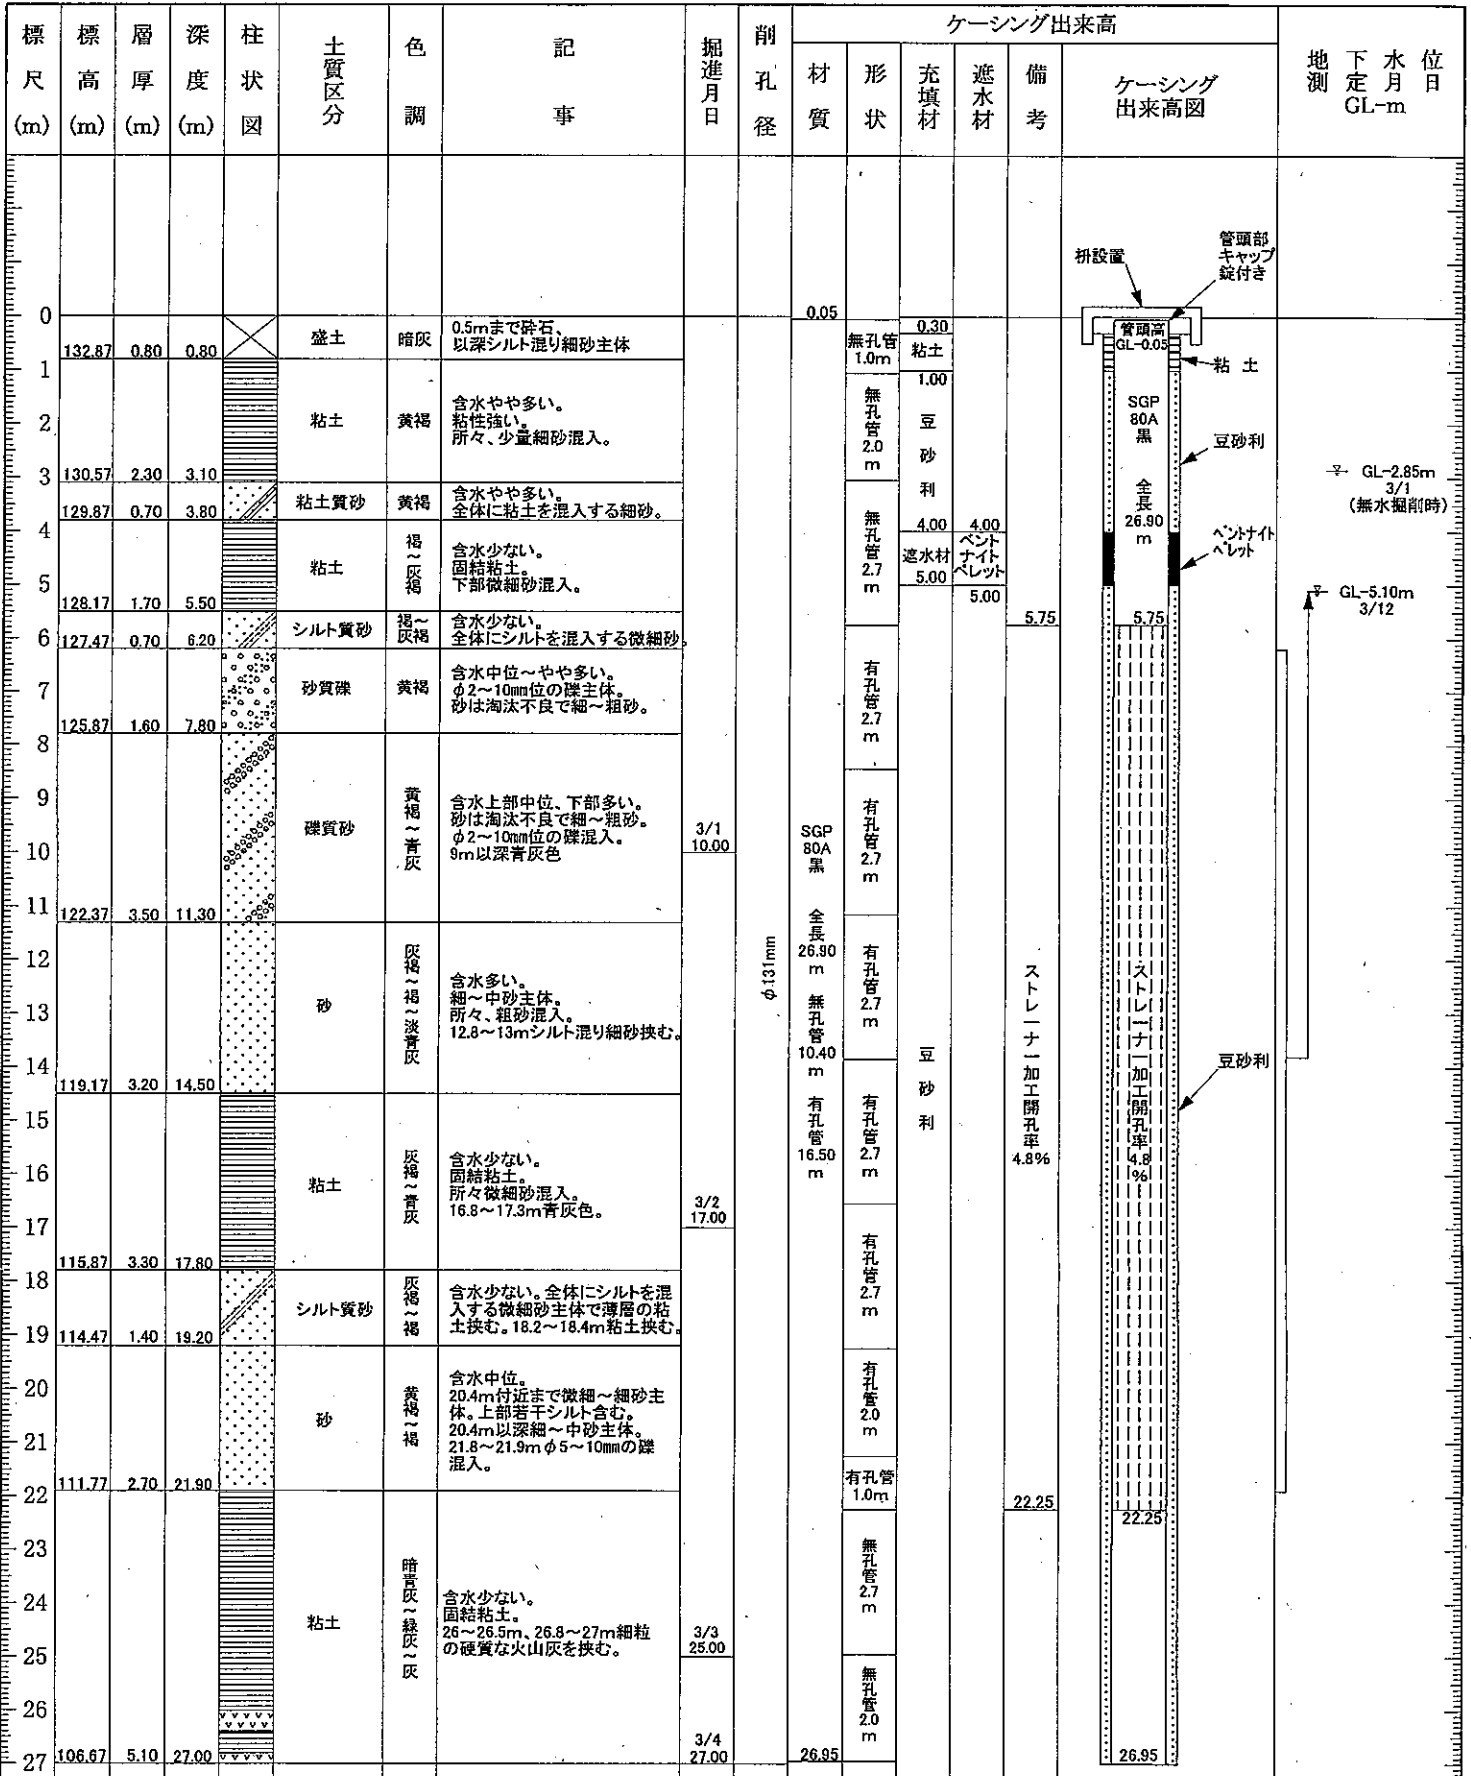 標尺(m)
標高(m)
層厚(m)
深度(m)
柱状図
土質区分
色調
記事
掘進月日
削孔径
ケーシング出来高
材質
形状
充填材
遮水材
備考
ケーシング
出来高図
地下水位
測定月日
GL-m
0
1
2
3
4
5
6
7
8
9
10
11
12
13
14
15
16
17
18
19
20
21
22
23
24
25
26
27
132.87 0.80 0.80
盛土
暗灰
0.5mまで砕石、
以深シルト混り細砂主体
130.57 2.30 3.10
粘土
黄褐
含水やや多い。
粘性強い。
所々、少量細砂混入。
129.87 0.70 3.80
粘土質砂
黄褐
含水やや多い。
全体に粘土を混入する細砂。
128.17 1.70 5.50
粘土
褐～灰褐
含水少ない。
固結粘土。
下部微細砂混入。
127.47 0.70 6.20
シルト質砂
褐～
灰褐
含水少ない。
全体にシルトを混入する微細砂。
125.87 1.60 7.80
砂質礫
黄褐
含水中位～やや多い。
φ2～10mm位の礫主体。
砂は淘汰不良で細～粗砂。
122.37 3.50 11.30
礫質砂
黄褐～青灰
含水上部中位、下部多い。
砂は淘汰不良で細～粗砂。
φ2～10mm位の礫混入。
9m以深青灰色
119.17 3.20 14.50
砂
灰褐～褐～淡青灰
含水多い。
細～中砂主体。
所々、粗砂混入。
12.8～13mシルト混り細砂挟む。
115.87 3.30 17.80
粘土
灰褐～青灰
含水少ない。
固結粘土。
所々微細砂混入。
16.8～17.3m青灰色。
114.47 1.40 19.20
シルト質砂
灰褐～褐
含水少ない。全体にシルトを混
入する微細砂主体で薄層の粘
土挟む。18.2～18.4m粘土挟む。
111.77 2.70 21.90
砂
黄褐～褐
含水中位。
20.4m付近まで微細～細砂主
体。上部若干シルト含む。
20.4m以深細～中砂主体。
21.8～21.9mφ5～10mmの礫
混入。
106.67 5.10 27.00
粘土
暗青灰～緑灰～灰
含水少ない。
固結粘土。
26～26.5m、26.8～27m細粒
の硬質な火山灰を挟む。
3/1
10.00
3/2
17.00
3/3
25.00
3/4
27.00
φ131mm
0.05
SGP
80A
黒
全長
26.90
m
無孔管
10.40
m
有孔管
16.50
m
26.95
無孔管
1.0m
無孔管
2.0
m
無孔管
2.7
m
有孔管
2.7
m
有孔管
2.7
m
有孔管
2.7
m
有孔管
2.7
m
有孔管
2.7
m
有孔管
2.0
m
有孔管
1.0m
無孔管
2.7
m
無孔管
2.0
m
0.30
粘土
1.00
豆砂利
4.00
遮水材
5.00
豆砂利
4.00
ベント
ナイト
ペレット
5.00
5.75
ストレーナー加工開孔率
4.8%
22.25
枡設置
管頭部
キャップ
錠付き
管頭高
GL-0.05
粘土
SGP
80A
黒
全長
26.90
m
豆砂利
ベントナイト
ペレット
5.75
ストレーナー加工開孔率
4.8
%
豆砂利
22.25
26.95
GL-2.85m
3/1
(無水掘削時)
GL-5.10m
3/12